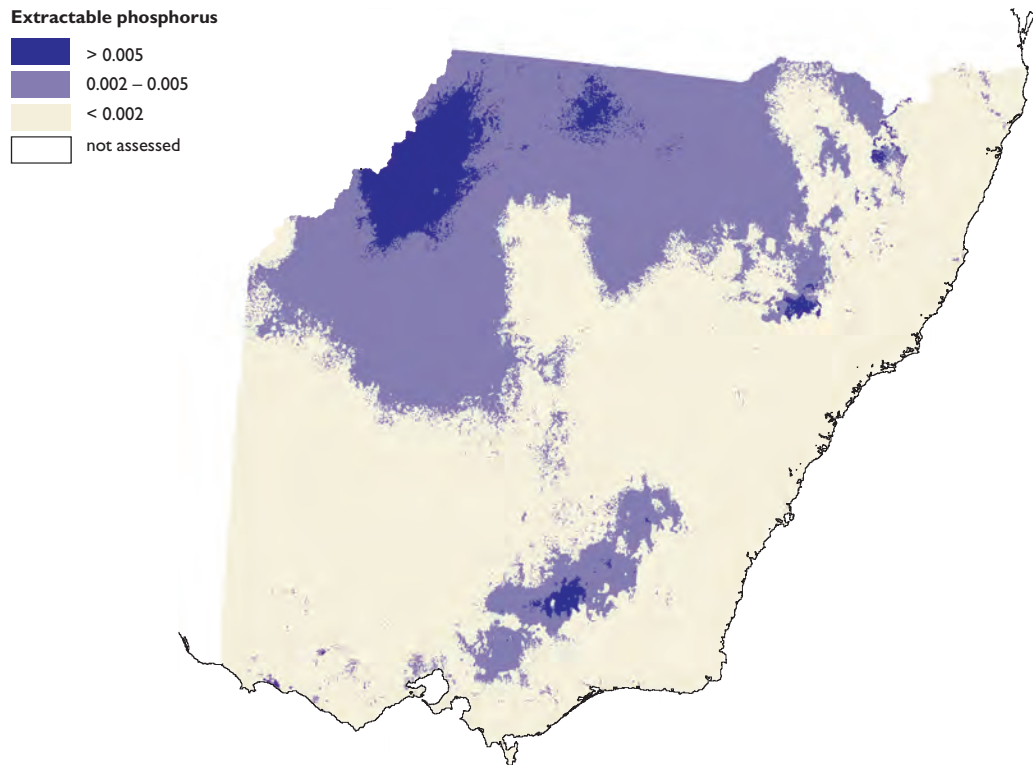 Extractable phosphorus
> 0.005
0.002 – 0.005
< 0.002
not assessed